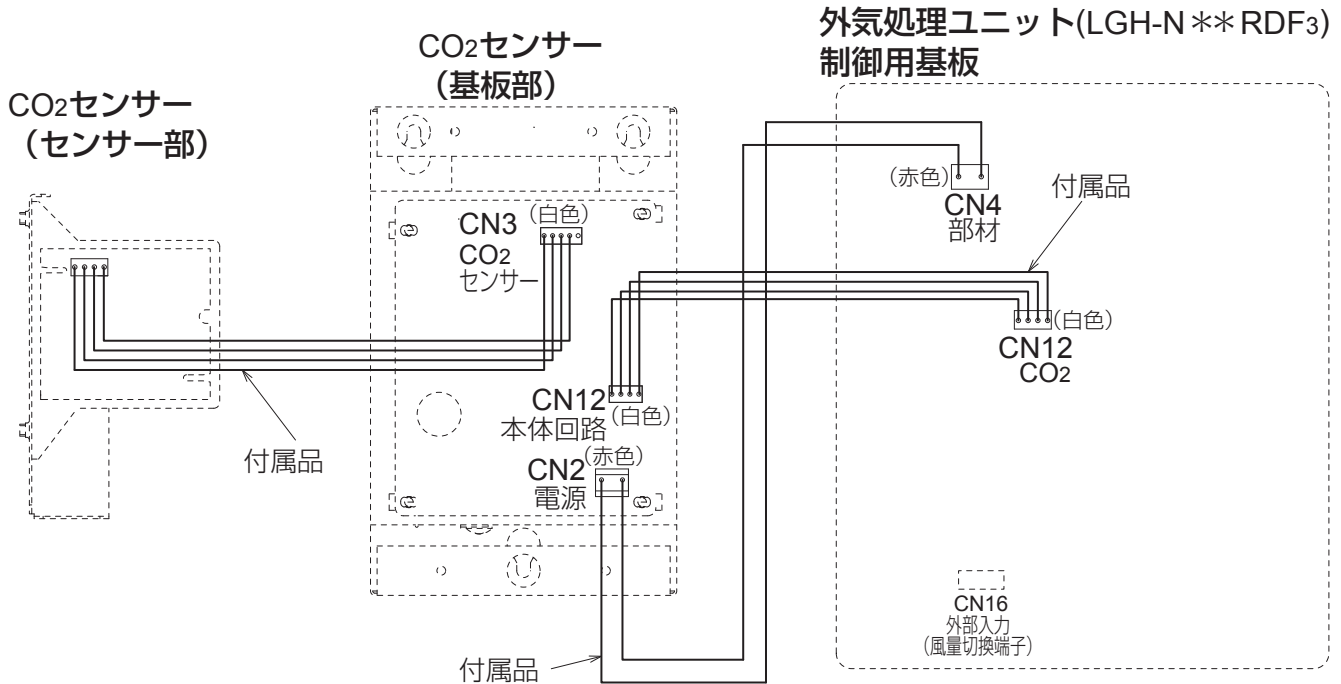 外気処理ユニット(LGH-N＊＊RDF3)
制御用基板
CO2センサー
（基板部）
CO2センサー
（センサー部）
(赤色)
CN4
部材
付属品
CN3
(白色)
CO2
センサー
(白色)
CN12
CO2
CN12
(白色)
本体回路
付属品
(赤色)
CN2
電源
CN16
外部入力
(風量切換端子)
付属品